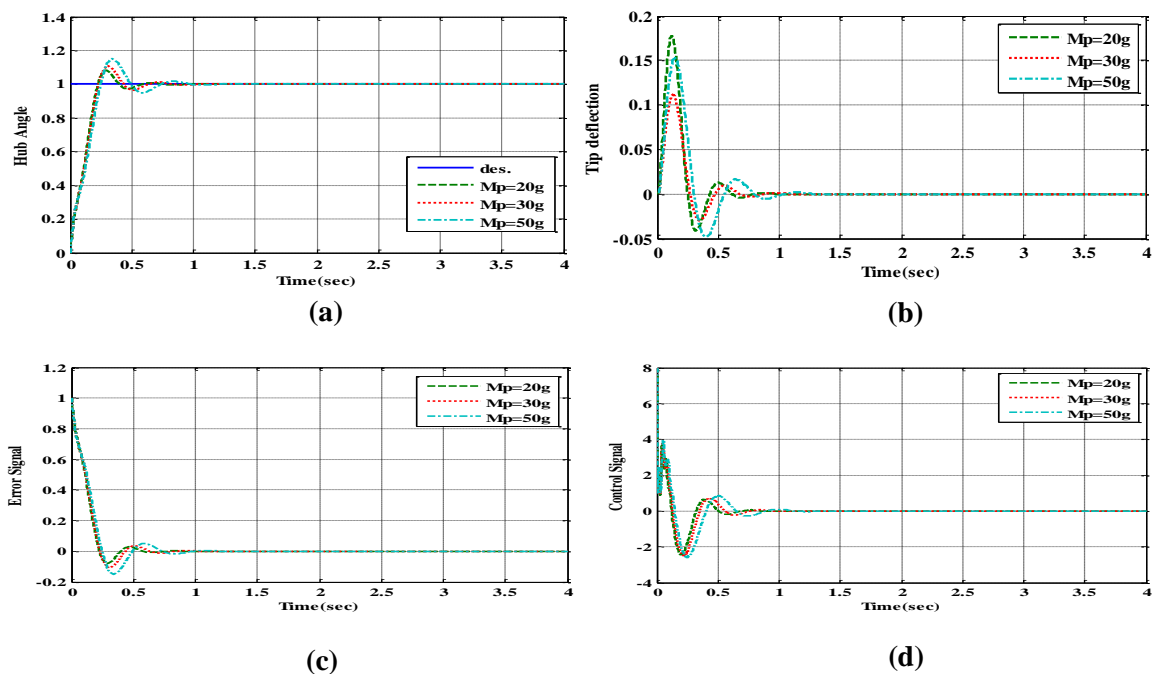 1.4
1.2
1
0.8
0.6
0.4
0.2
0
Hub Angle
des.
Mp=20g
Mp=30g
Mp=50g
0 0.5 1 1.5 2 2.5 3 3.5 4
Time(sec)
(a)
0.2
0.15
0.1
0.05
0
-0.05
Tip deflection
Mp=20g
Mp=30g
Mp=50g
0 0.5 1 1.5 2 2.5 3 3.5 4
Time(sec)
(b)
1.2
1
0.8
0.6
0.4
0.2
0
-0.2
Error Signal
Mp=20g
Mp=30g
Mp=50g
0 0.5 1 1.5 2 2.5 3 3.5 4
Time(sec)
(c)
8
6
4
2
0
-2
-4
Control Signal
Mp=20g
Mp=30g
Mp=50g
0 0.5 1 1.5 2 2.5 3 3.5 4
Time(sec)
(d)